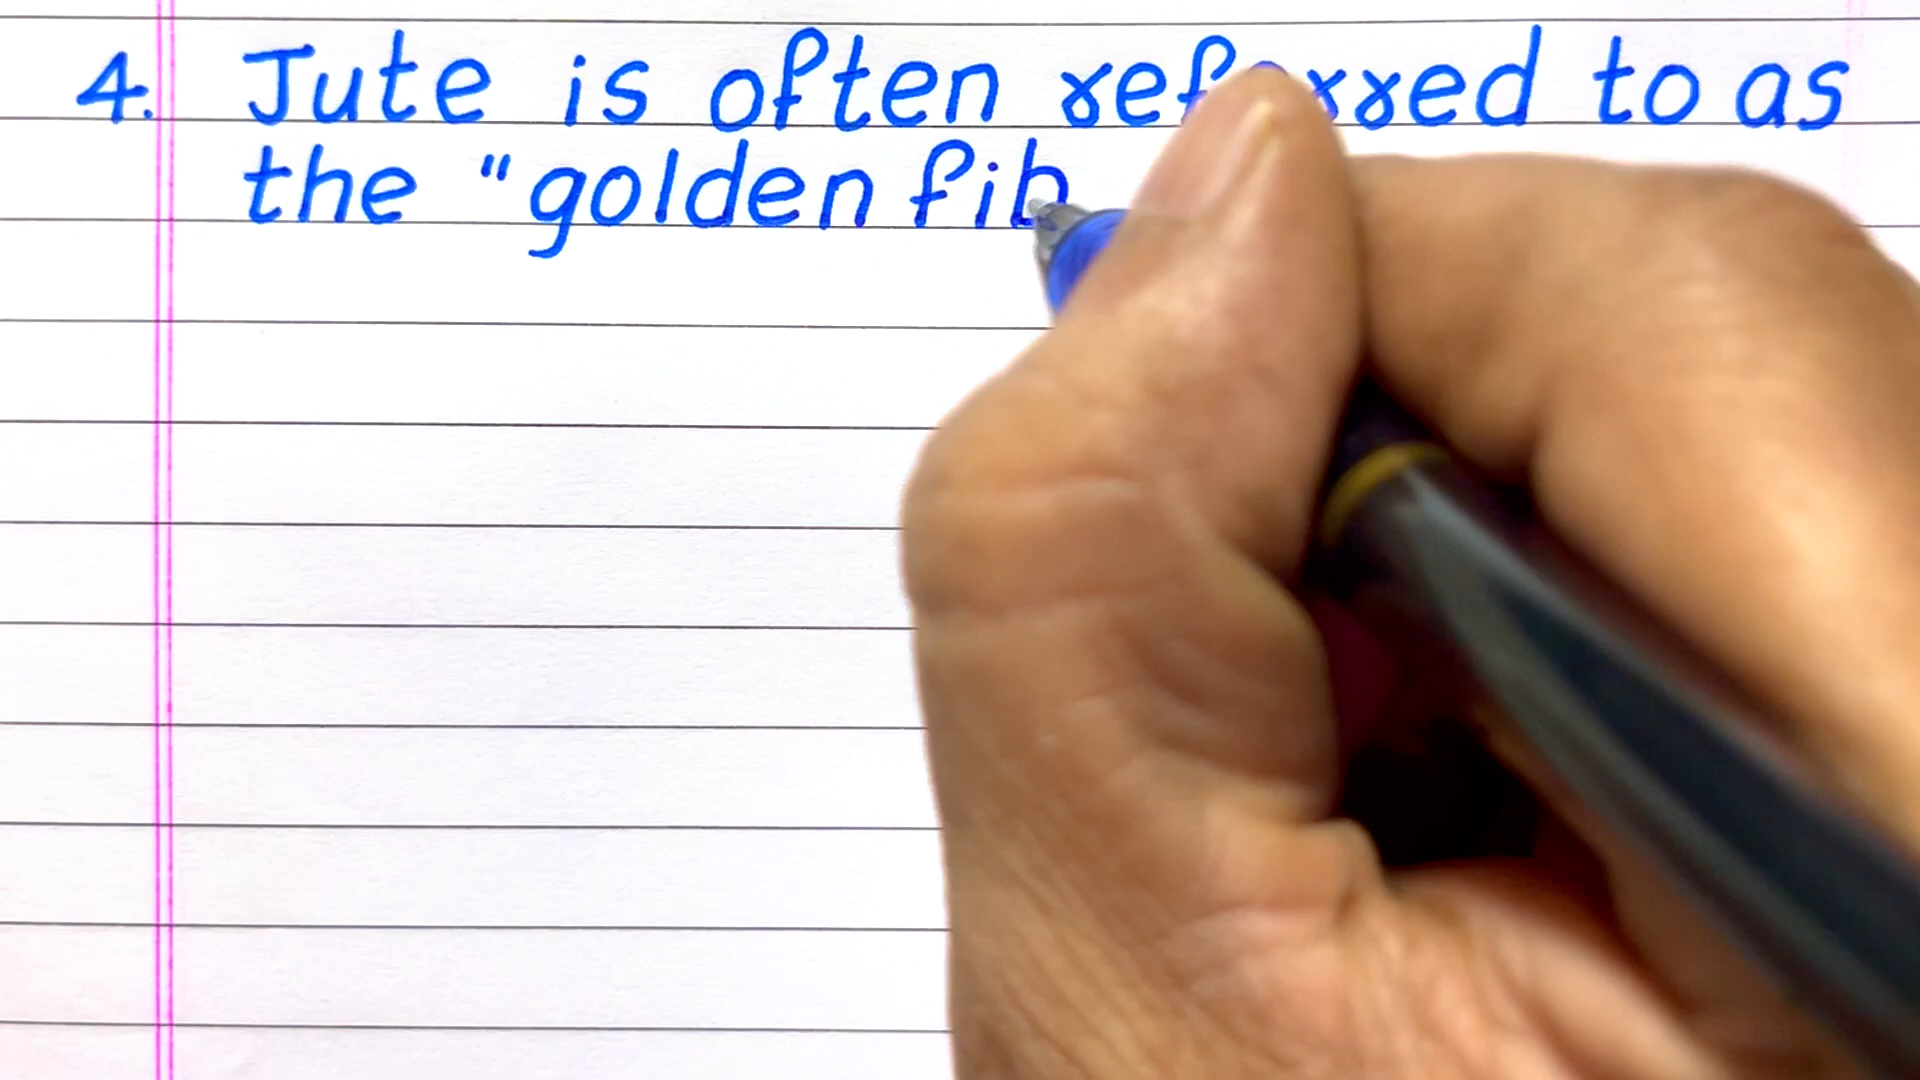 4. Jute is often referred to as
the "golden fib